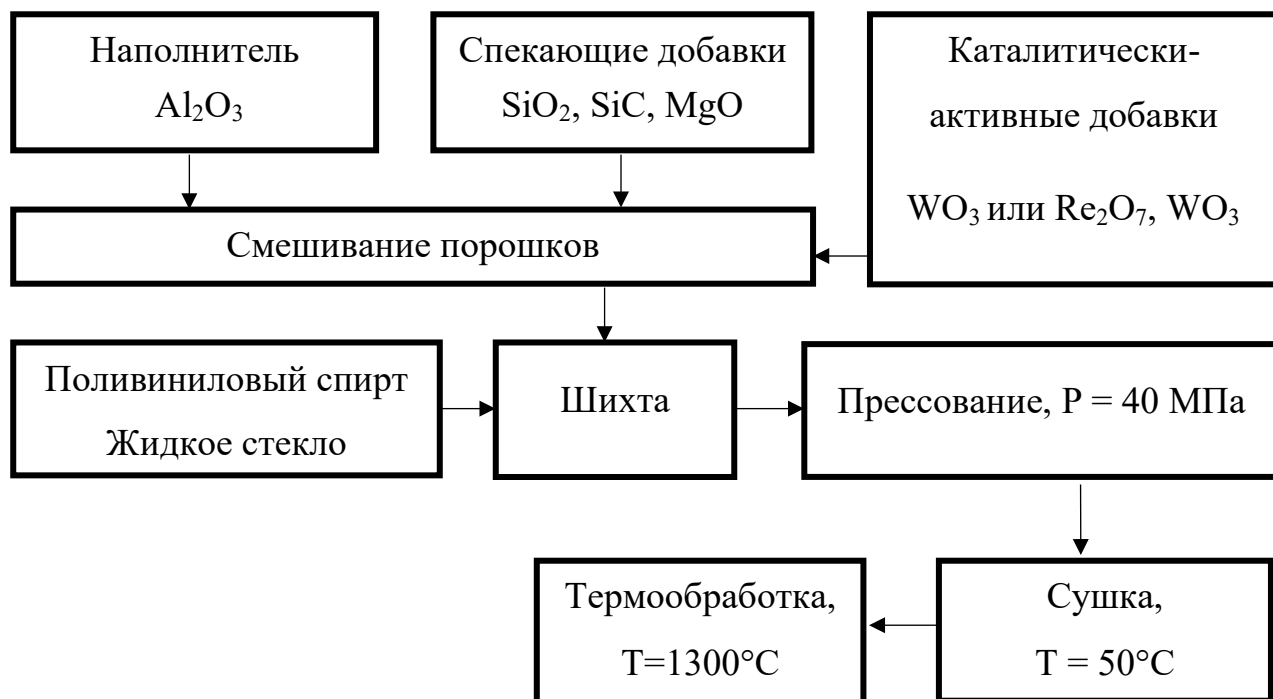 Наполнитель
Al₂O₃
Спекающие добавки
SiO₂, SiC, MgO
Каталитически-
активные добавки
WO₃ или Re₂O₇, WO₃
Смешивание порошков
Поливиниловый спирт
Жидкое стекло
Шихта
Прессование, P = 40 МПа
Термообработка,
T=1300°C
Сушка,
T = 50°C